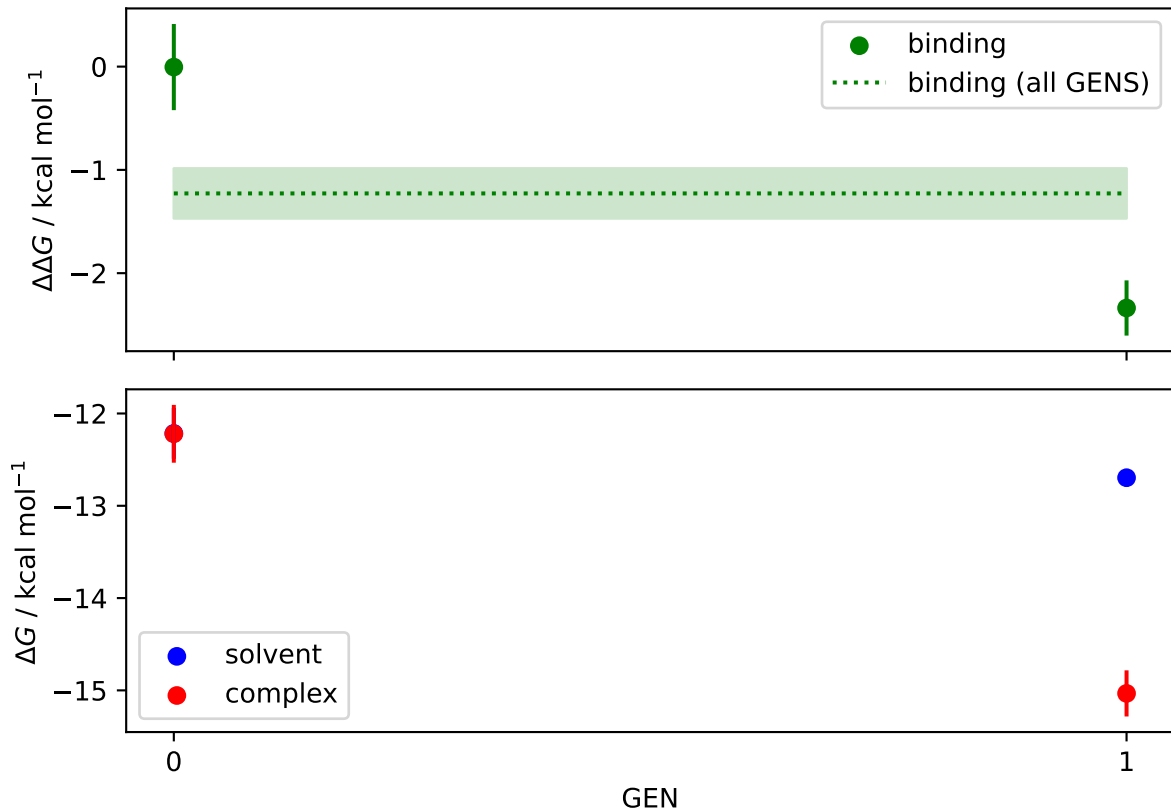 binding
binding (all GENS)
0
−1
−2
ΔΔG / kcal mol⁻¹
−12
−13
−14
−15
ΔG / kcal mol⁻¹
solvent
complex
0
1
GEN